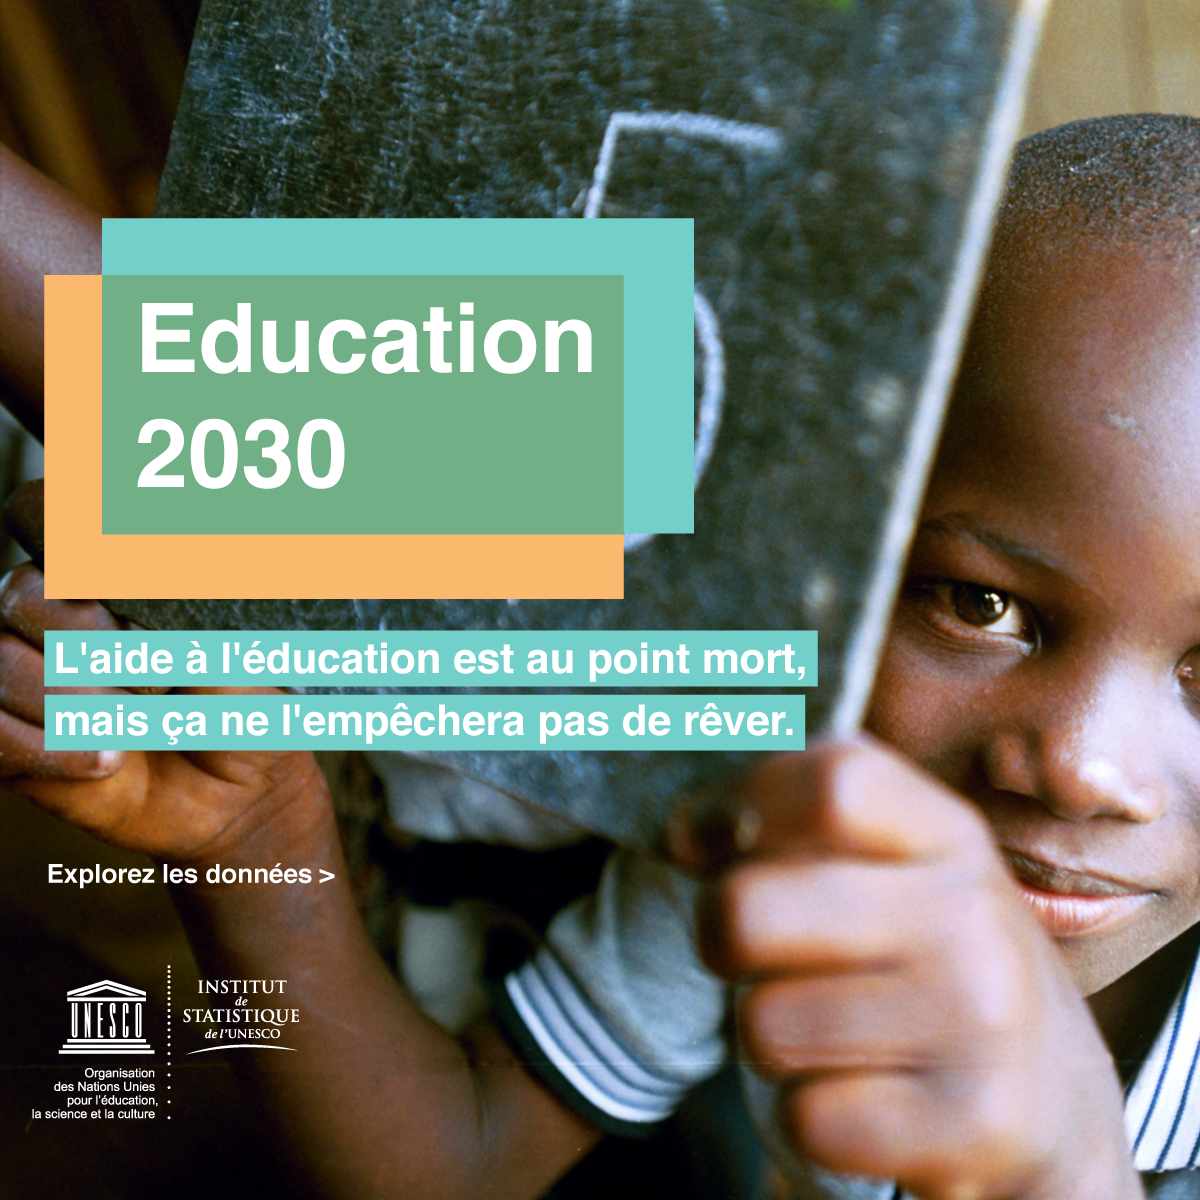 Education
2030
L'aide à l'éducation est au point mort,
mais ça ne l'empêchera pas de rêver.
Explorez les données >
UNESCO
Organisation
des Nations Unies
pour l'éducation,
la science et la culture
INSTITUT
de
STATISTIQUE
de l'UNESCO